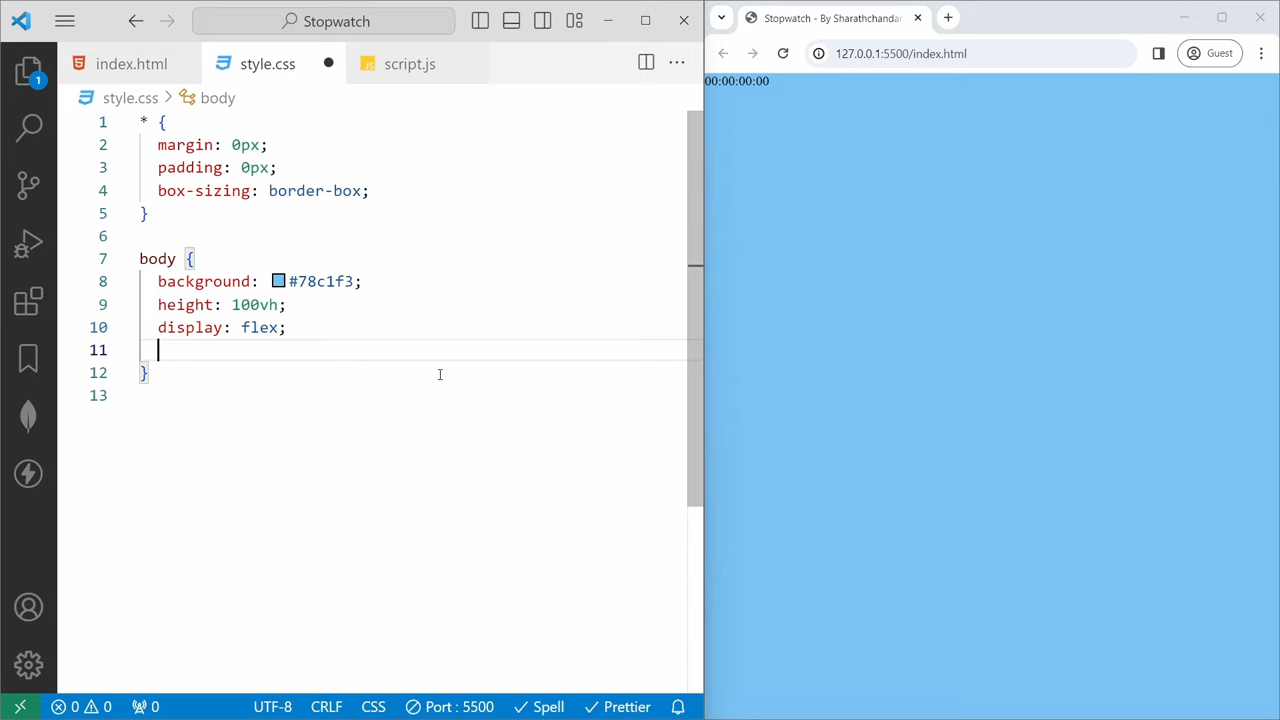 Stopwatch
index.html
style.css
script.js
style.css > body
1 * {
2 margin: 0px;
3 padding: 0px;
4 box-sizing: border-box;
5 }
6
7 body {
8 background: #78c1f3;
9 height: 100vh;
10 display: flex;
11
12 }
13
1
JS
0 0 0
UTF-8 CRLF CSS Port : 5500 Spell Prettier
Stopwatch - By Sharathchandar
127.0.0.1:5500/index.html
Guest
00:00:00:00